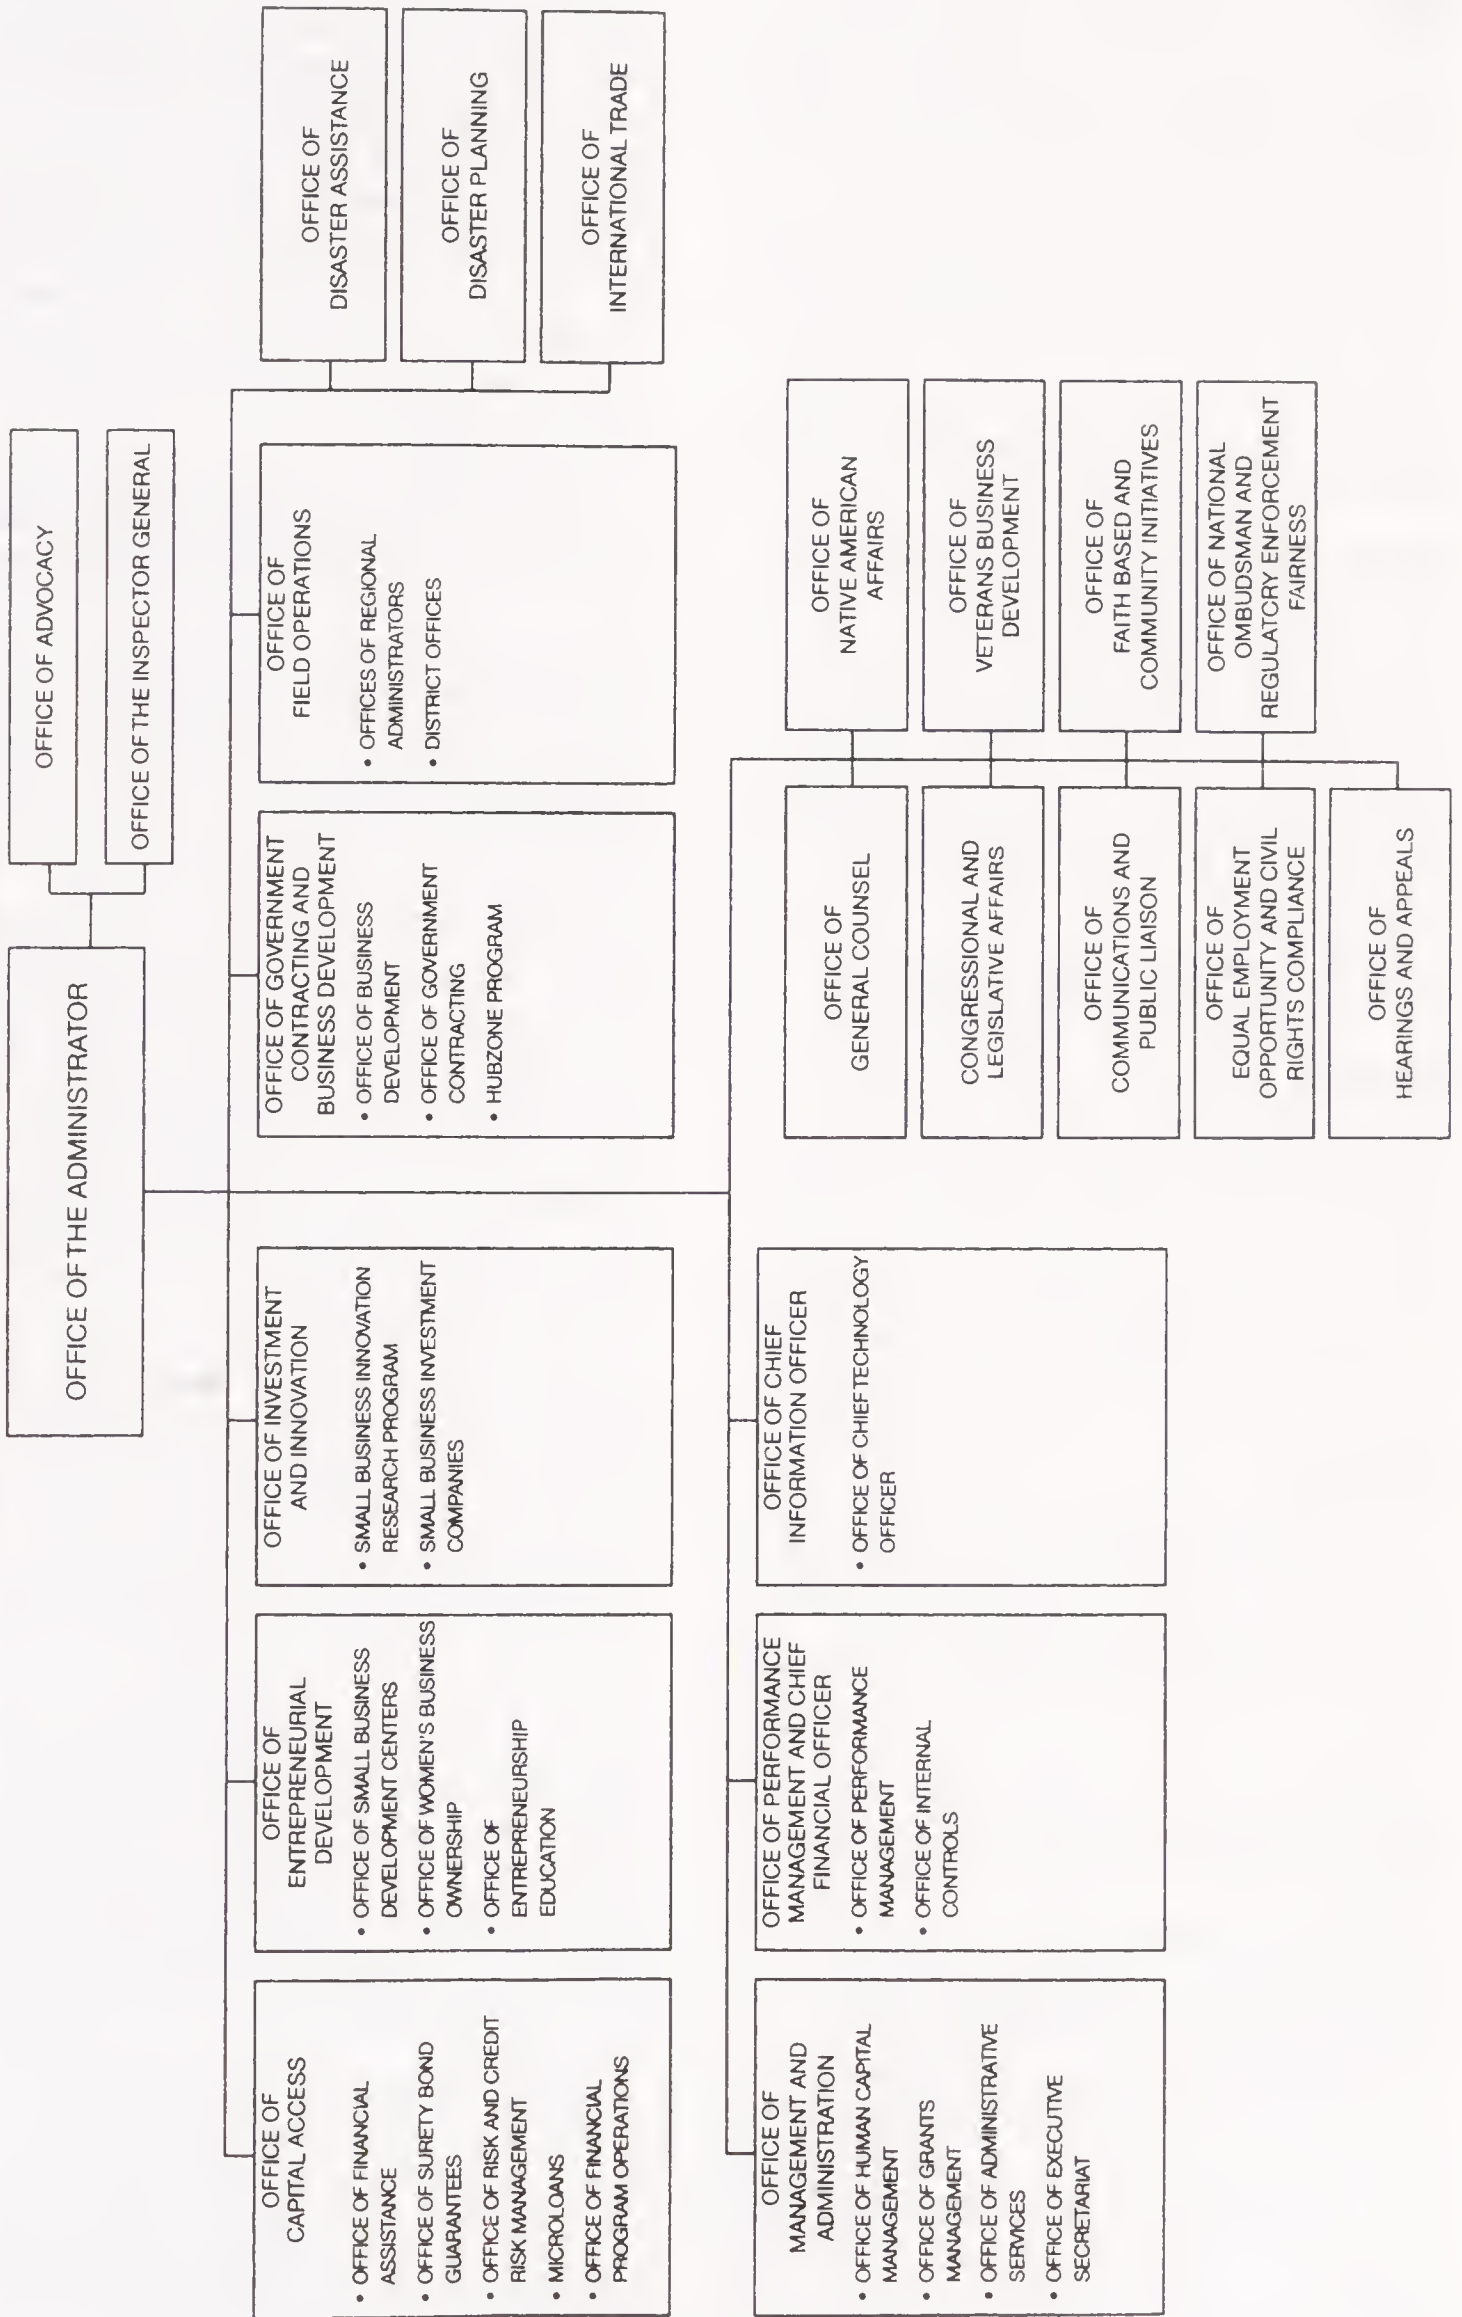 OFFICE OF THE ADMINISTRATOR
OFFICE OF ADVOCACY
OFFICE OF THE INSPECTOR GENERAL
OFFICE OF
CAPITAL ACCESS
• OFFICE OF FINANCIAL
ASSISTANCE
• OFFICE OF SURETY BOND
GUARANTEES
• OFFICE OF RISK AND CREDIT
RISK MANAGEMENT
• MICROLOANS
• OFFICE OF FINANCIAL
PROGRAM OPERATIONS
OFFICE OF
ENTREPRENEURIAL
DEVELOPMENT
• OFFICE OF SMALL BUSINESS
DEVELOPMENT CENTERS
• OFFICE OF WOMEN'S BUSINESS
OWNERSHIP
• OFFICE OF
ENTREPRENEURSHIP
EDUCATION
OFFICE OF INVESTMENT
AND INNOVATION
• SMALL BUSINESS INNOVATION
RESEARCH PROGRAM
• SMALL BUSINESS INVESTMENT
COMPANIES
OFFICE OF GOVERNMENT
CONTRACTING AND
BUSINESS DEVELOPMENT
• OFFICE OF BUSINESS
DEVELOPMENT
• OFFICE OF GOVERNMENT
CONTRACTING
• HUBZONE PROGRAM
OFFICE OF
FIELD OPERATIONS
• OFFICES OF REGIONAL
ADMINISTRATORS
• DISTRICT OFFICES
OFFICE OF
DISASTER ASSISTANCE
OFFICE OF
DISASTER PLANNING
OFFICE OF
INTERNATIONAL TRADE
OFFICE OF
MANAGEMENT AND
ADMINISTRATION
• OFFICE OF HUMAN CAPITAL
MANAGEMENT
• OFFICE OF GRANTS
MANAGEMENT
• OFFICE OF ADMINISTRATIVE
SERVICES
• OFFICE OF EXECUTIVE
SECRETARIAT
OFFICE OF PERFORMANCE
MANAGEMENT AND CHIEF
FINANCIAL OFFICER
• OFFICE OF PERFORMANCE
MANAGEMENT
• OFFICE OF INTERNAL
CONTROLS
OFFICE OF CHIEF
INFORMATION OFFICER
• OFFICE OF CHIEF TECHNOLOGY
OFFICER
OFFICE OF
GENERAL COUNSEL
CONGRESSIONAL AND
LEGISLATIVE AFFAIRS
OFFICE OF
COMMUNICATIONS AND
PUBLIC LIAISON
OFFICE OF
EQUAL EMPLOYMENT
OPPORTUNITY AND CIVIL
RIGHTS COMPLIANCE
OFFICE OF
HEARINGS AND APPEALS
OFFICE OF
NATIVE AMERICAN
AFFAIRS
OFFICE OF
VETERANS BUSINESS
DEVELOPMENT
OFFICE OF
FAITH BASED AND
COMMUNITY INITIATIVES
OFFICE OF NATIONAL
OMBUDSMAN AND
REGULATORY ENFORCEMENT
FAIRNESS